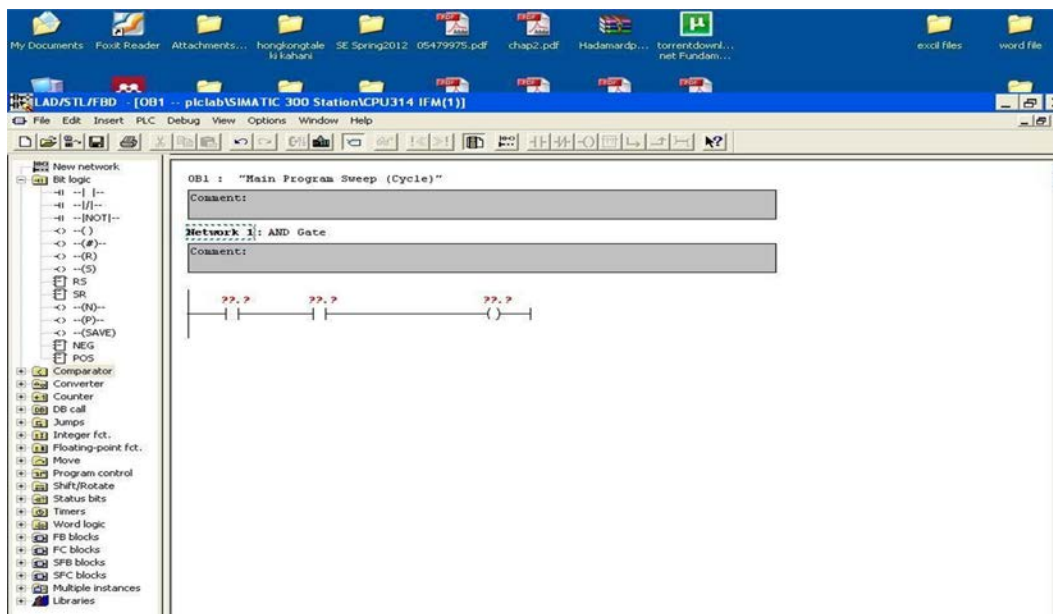 My Documents
Foxit Reader
Attachments...
hongkongtale
ki kahani
SE Spring2012
05479975.pdf
chap2.pdf
Hadamardp...
torrentdownl...
net Fundam...
excil files
word file
LAD/STL/FBD - [OB1 -- plclab\SIMATIC 300 Station\CPU314 IFM(1)]
File Edit Insert PLC Debug View Options Window Help
New network
Bit logic
--| |--
--|/|--
--|NOT|--
--( )
--(#)--
--(R)
--(S)
RS
SR
--(N)--
--(P)--
--(SAVE)
NEG
POS
Comparator
Converter
Counter
DB call
Jumps
Integer fct.
Floating-point fct.
Move
Program control
Shift/Rotate
Status bits
Timers
Word logic
FB blocks
FC blocks
SFB blocks
SFC blocks
Multiple instances
Libraries
OB1 : "Main Program Sweep (Cycle)"
Comment:
Network 1: AND Gate
Comment:
??.? ??.? ??.?